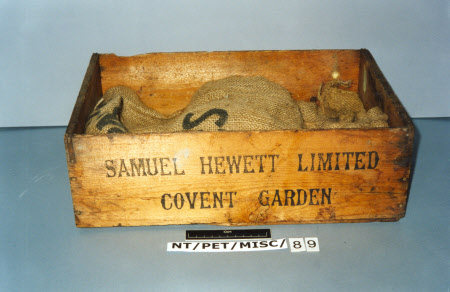 S
SAMUEL HEWETT LIMITED
COVENT GARDEN
NT/PET/MISC/ 89